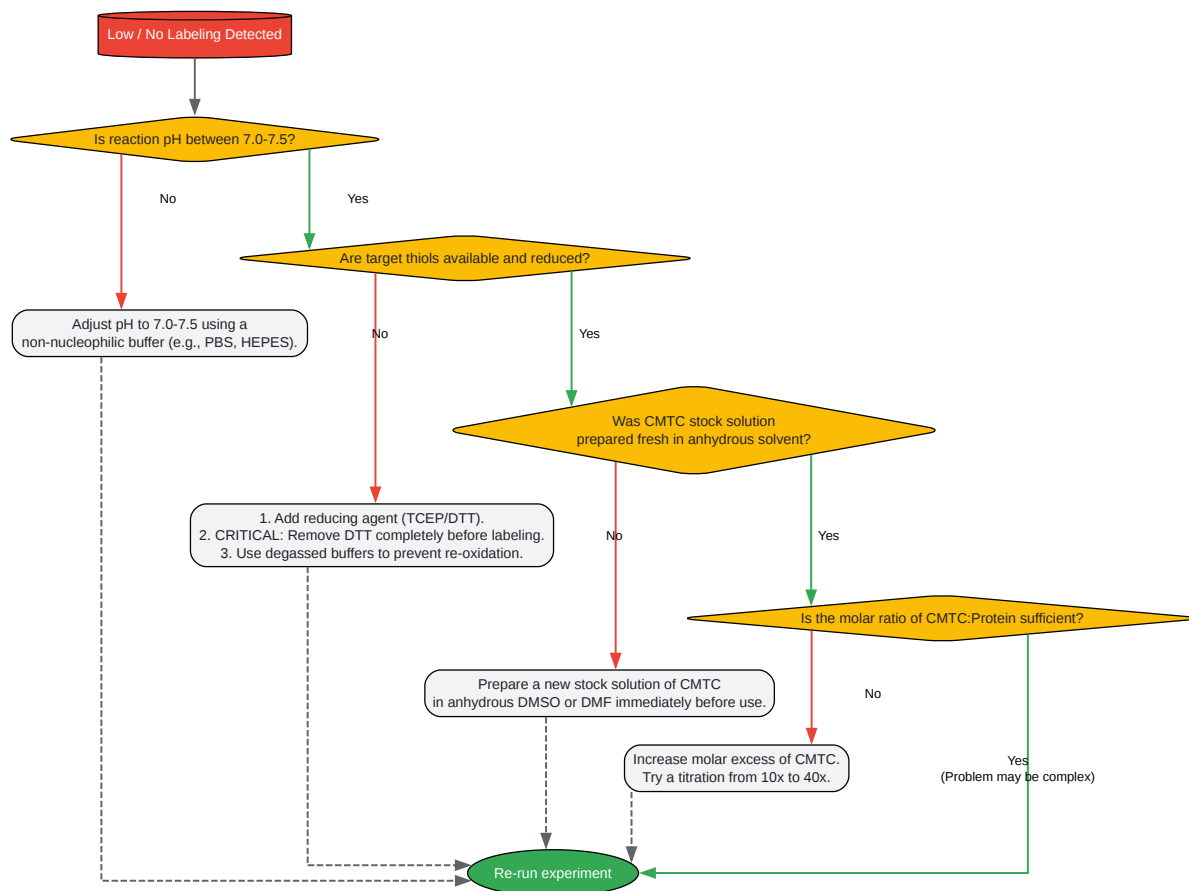 Low / No Labeling Detected
Is reaction pH between 7.0-7.5?
No
Yes
Are target thiols available and reduced?
Adjust pH to 7.0-7.5 using a
non-nucleophilic buffer (e.g., PBS, HEPES).
No
Yes
Was CMTC stock solution
prepared fresh in anhydrous solvent?
1. Add reducing agent (TCEP/DTT).
2. CRITICAL: Remove DTT completely before labeling.
3. Use degassed buffers to prevent re-oxidation.
No
Yes
Is the molar ratio of CMTC:Protein sufficient?
Prepare a new stock solution of CMTC
in anhydrous DMSO or DMF immediately before use.
No
Increase molar excess of CMTC.
Try a titration from 10x to 40x.
Yes
(Problem may be complex)
Re-run experiment